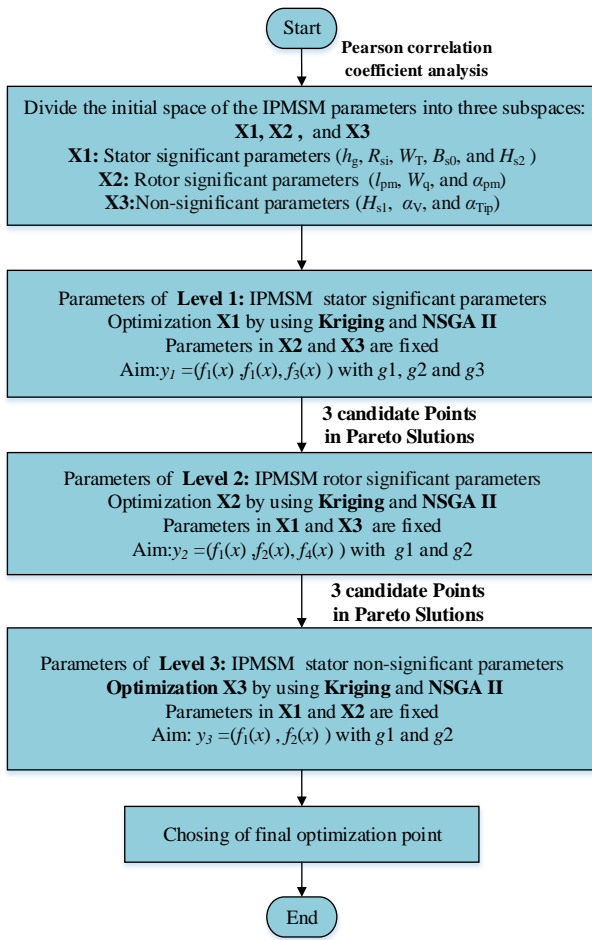 Start
Pearson correlation
coefficient analysis
Divide the initial space of the IPMSM parameters into three subspaces:
X1, X2 , and X3
X1: Stator significant parameters (hg, Rsi, WT, Bs0, and Hs2 )
X2: Rotor significant parameters (lpm, Wq, and αpm)
X3:Non-significant parameters (Hs1, αV, and αTip)
Parameters of Level 1: IPMSM stator significant parameters
Optimization X1 by using Kriging and NSGA II
Parameters in X2 and X3 are fixed
Aim:y1 =(f1(x) ,f1(x), f3(x) ) with g1, g2 and g3
3 candidate Points
in Pareto Slutions
Parameters of Level 2: IPMSM rotor significant parameters
Optimization X2 by using Kriging and NSGA II
Parameters in X1 and X3 are fixed
Aim:y2 =(f1(x) ,f2(x), f4(x) ) with g1 and g2
3 candidate Points
in Pareto Slutions
Parameters of Level 3: IPMSM stator non-significant parameters
Optimization X3 by using Kriging and NSGA II
Parameters in X1 and X2 are fixed
Aim: y3 =(f1(x) , f2(x) ) with g1 and g2
Chosing of final optimization point
End